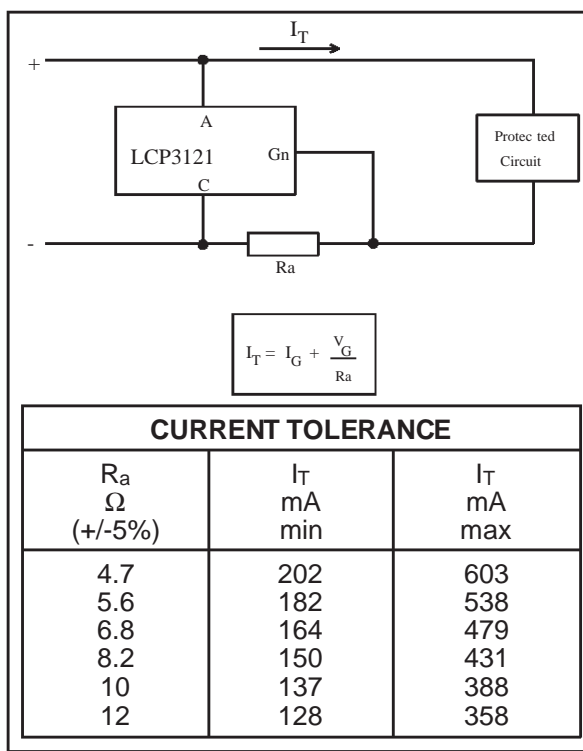 I_T
+
A
LCP3121
Gn
C
Protec ted
Circuit
-
Ra
I_T = I_G + V_G / Ra
CURRENT TOLERANCE
Ra
Ω
(+/-5%)
IT
mA
min
IT
mA
max
4.7 202 603
5.6 182 538
6.8 164 479
8.2 150 431
10 137 388
12 128 358